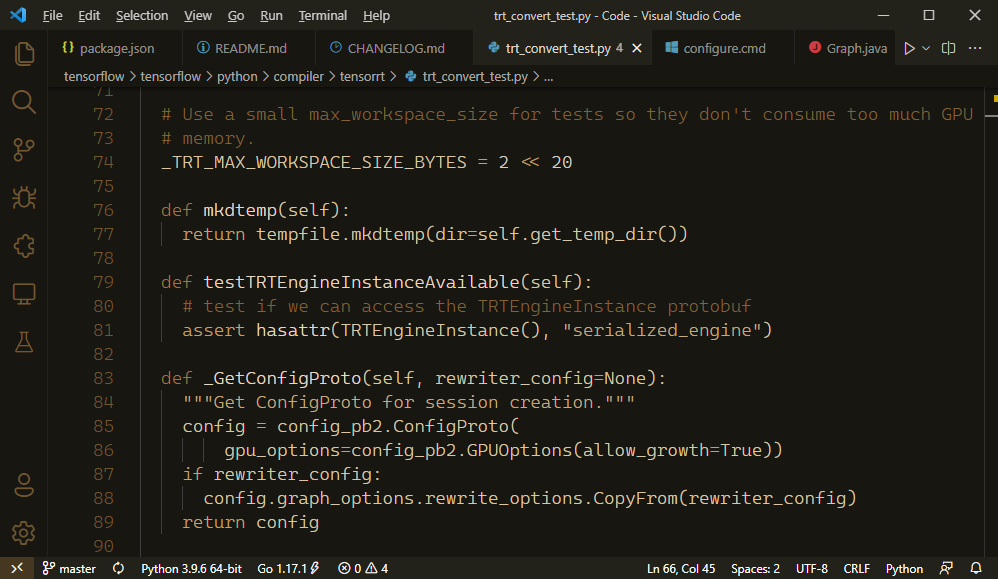 File Edit Selection View Go Run Terminal Help trt_convert_test.py - Code - Visual Studio Code
{} package.json README.md CHANGELOG.md trt_convert_test.py 4 configure.cmd Graph.java
tensorflow > tensorflow > python > compiler > tensorrt > trt_convert_test.py > ...
71
72 # Use a small max_workspace_size for tests so they don't consume too much GPU
73 # memory.
74 _TRT_MAX_WORKSPACE_SIZE_BYTES = 2 << 20
75
76 def mkdtemp(self):
77 return tempfile.mkdtemp(dir=self.get_temp_dir())
78
79 def testTRTEngineInstanceAvailable(self):
80 # test if we can access the TRTEngineInstance protobuf
81 assert hasattr(TRTEngineInstance(), "serialized_engine")
82
83 def _GetConfigProto(self, rewriter_config=None):
84 """Get ConfigProto for session creation."""
85 config = config_pb2.ConfigProto(
86 gpu_options=config_pb2.GPUOptions(allow_growth=True))
87 if rewriter_config:
88 config.graph_options.rewrite_options.CopyFrom(rewriter_config)
89 return config
90
master Python 3.9.6 64-bit Go 1.17.1 0 4 Ln 66, Col 45 Spaces: 2 UTF-8 CRLF Python